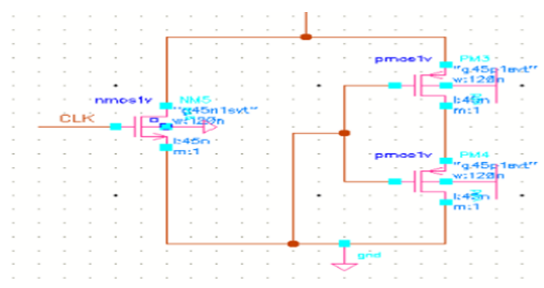 pmos1v
PM3
"g45p1svt"
w:120n
l:45n
m:1
nmos1v
NM5
"g45n1svt"
w:120n
l:45n
m:1
CLK
pmos1v
PM4
"g45p1svt"
w:120n
l:45n
m:1
gnd